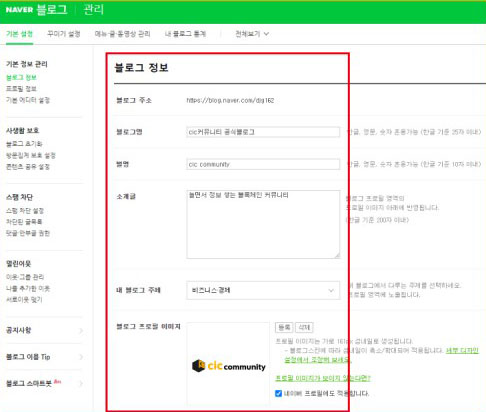 NAVER 블로그 관리
기본 설정 꾸미기 설정 메뉴·글·동영상 관리 내 블로그 통계 전체보기
기본 정보 관리
블로그 정보
프로필 정보
기본 에디터 설정
사생활 보호
블로그 초기화
방문집계 보호 설정
콘텐츠 공유 설정
스팸 차단
스팸 차단 설정
차단된 글목록
댓글·안부글 권한
열린이웃
이웃·그룹 관리
나를 추가한 이웃
서로이웃 맺기
공지사항
블로그 이용 Tip
블로그 스마트봇
블로그 정보
블로그 주소 https://blog.naver.com/djg162
블로그명 cic커뮤니티 공식블로그 한글, 영문, 숫자 혼용가능 (한글 기준 25자 이내)
별명 cic community 한글, 영문, 숫자 혼용가능 (한글 기준 10자 이내)
소개글 놀면서 정보 얻는 블록체인 커뮤니티
블로그 프로필 영역의
프로필 이미지 아래에 반영됩니다.
(한글 기준 200자 이내)
내 블로그 주제 비즈니스·경제
내 블로그에서 다루는 주제를 선택하세요.
프로필 영역에 노출됩니다.
블로그 프로필 이미지
cic community
등록 삭제
프로필 이미지는 가로 161px 섬네일로 생성됩니다.
- 블로그스킨에 따라 섬네일이 축소/확대되어 적용됩니다. 세부 디자인
설정에서 조정해 보세요.
프로필 이미지가 보이지 않는다면?
네이버 프로필에도 적용됩니다.